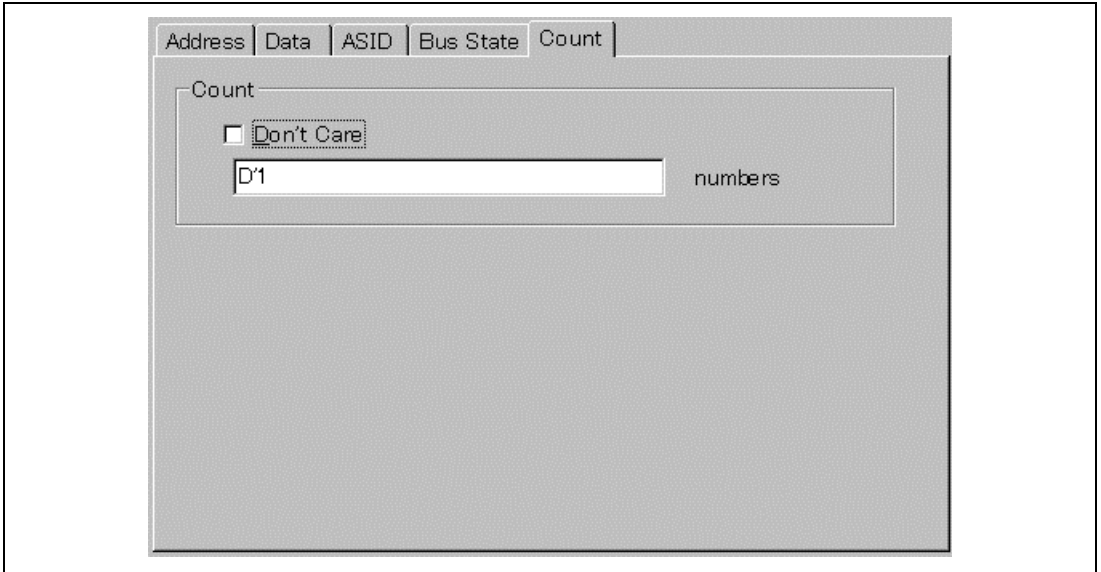 Address Data ASID Bus State Count
Count
Don't Care
D'1 numbers